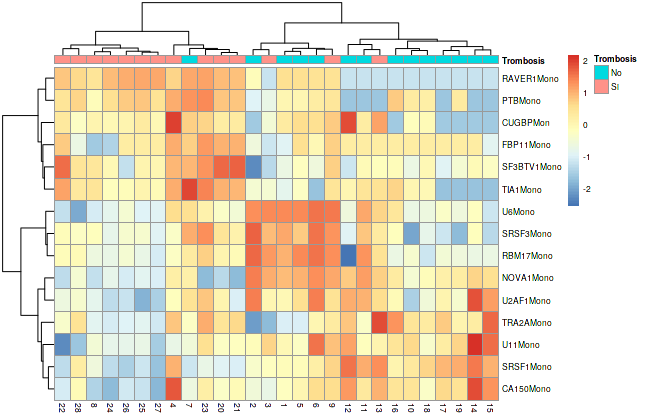 Trombosis
RAVER1Mono
PTBMono
CUGBPMon
FBP11Mono
SF3BTV1Mono
TIA1Mono
U6Mono
SRSF3Mono
RBM17Mono
NOVA1Mono
U2AF1Mono
TRA2AMono
U11Mono
SRSF1Mono
CA150Mono
22 28 8 24 26 25 27 4 7 23 20 21 2 3 1 5 6 9 12 11 13 16 10 18 17 19 14 15
2
1
0
-1
-2
Trombosis
No
SI